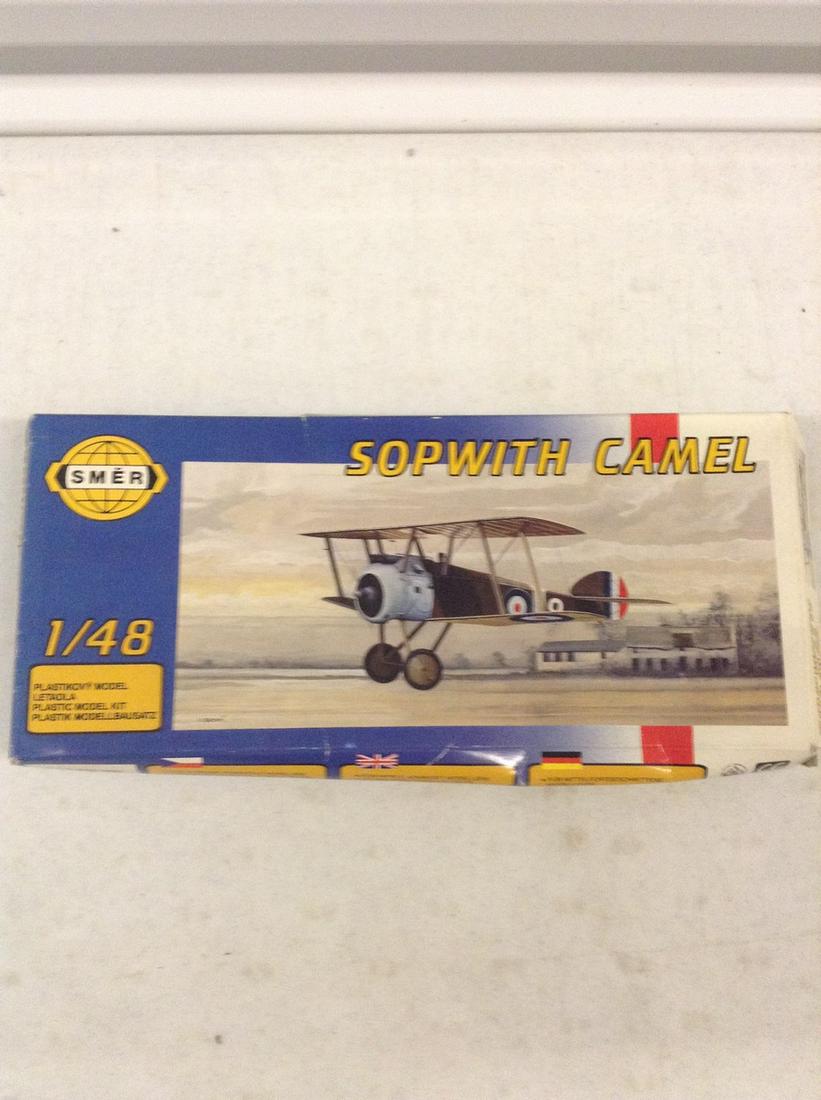 SMĚR
SOPWITH CAMEL
1/48
PLASTIKOVÝ MODEL
LETADLA
PLASTIC MODEL KIT
PLASTIK MODELLBAUSATZ